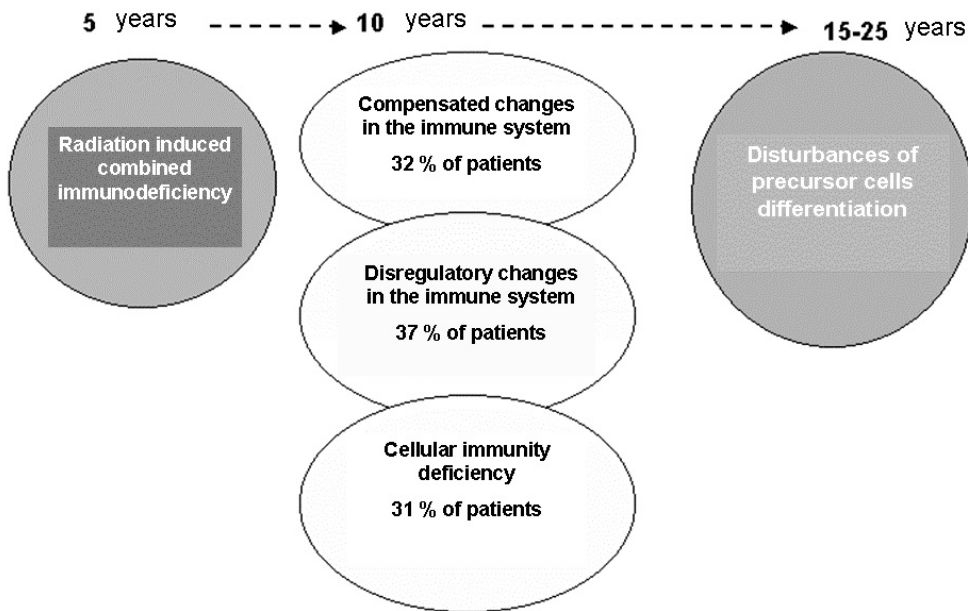 5 years 10 years 15-25 years
Radiation induced
combined
immunodeficiency
Compensated changes
in the immune system
32 % of patients
Disregulatory changes
in the immune system
37 % of patients
Cellular immunity
deficiency
31 % of patients
Disturbances of
precursor cells
differentiation